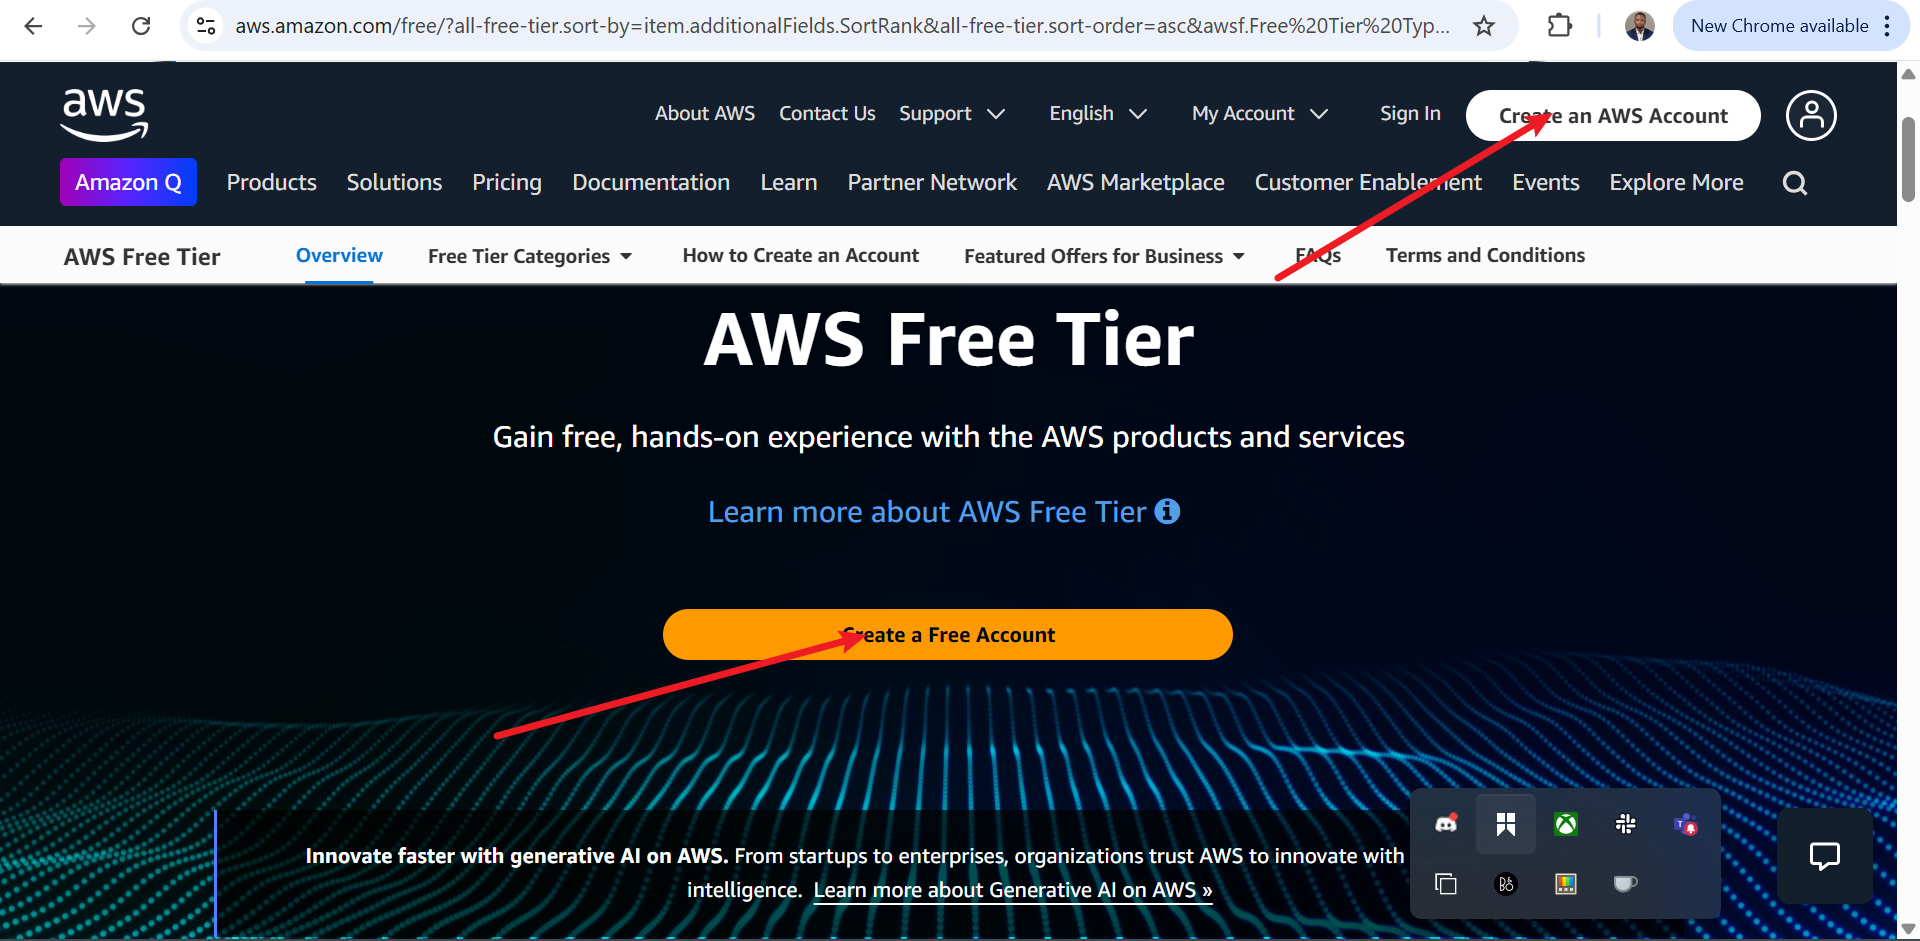 aws.amazon.com/free/?all-free-tier.sort-by=item.additionalFields.SortRank&all-free-tier.sort-order=asc&awsf.Free%20Tier%20Typ...
New Chrome available
aws
About AWS
Contact Us
Support
English
My Account
Sign In
Create an AWS Account
Amazon Q
Products
Solutions
Pricing
Documentation
Learn
Partner Network
AWS Marketplace
Customer Enablement
Events
Explore More
AWS Free Tier
Overview
Free Tier Categories
How to Create an Account
Featured Offers for Business
FAQs
Terms and Conditions
AWS Free Tier
Gain free, hands-on experience with the AWS products and services
Learn more about AWS Free Tier
Create a Free Account
Innovate faster with generative AI on AWS. From startups to enterprises, organizations trust AWS to innovate with
intelligence. Learn more about Generative AI on AWS »